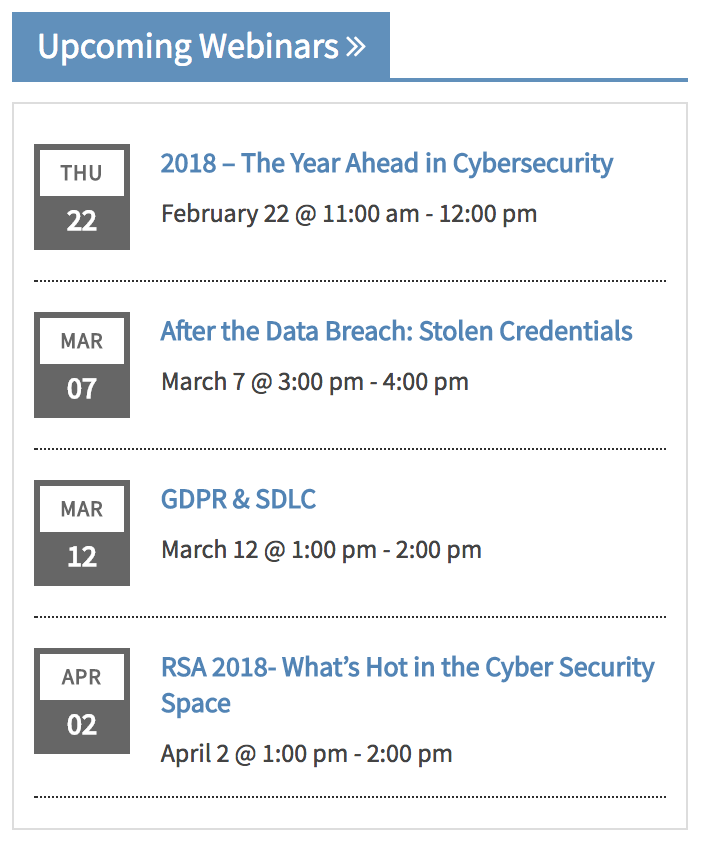 Upcoming Webinars »
THU
22
2018 – The Year Ahead in Cybersecurity
February 22 @ 11:00 am - 12:00 pm
MAR
07
After the Data Breach: Stolen Credentials
March 7 @ 3:00 pm - 4:00 pm
MAR
12
GDPR & SDLC
March 12 @ 1:00 pm - 2:00 pm
APR
02
RSA 2018- What’s Hot in the Cyber Security
Space
April 2 @ 1:00 pm - 2:00 pm